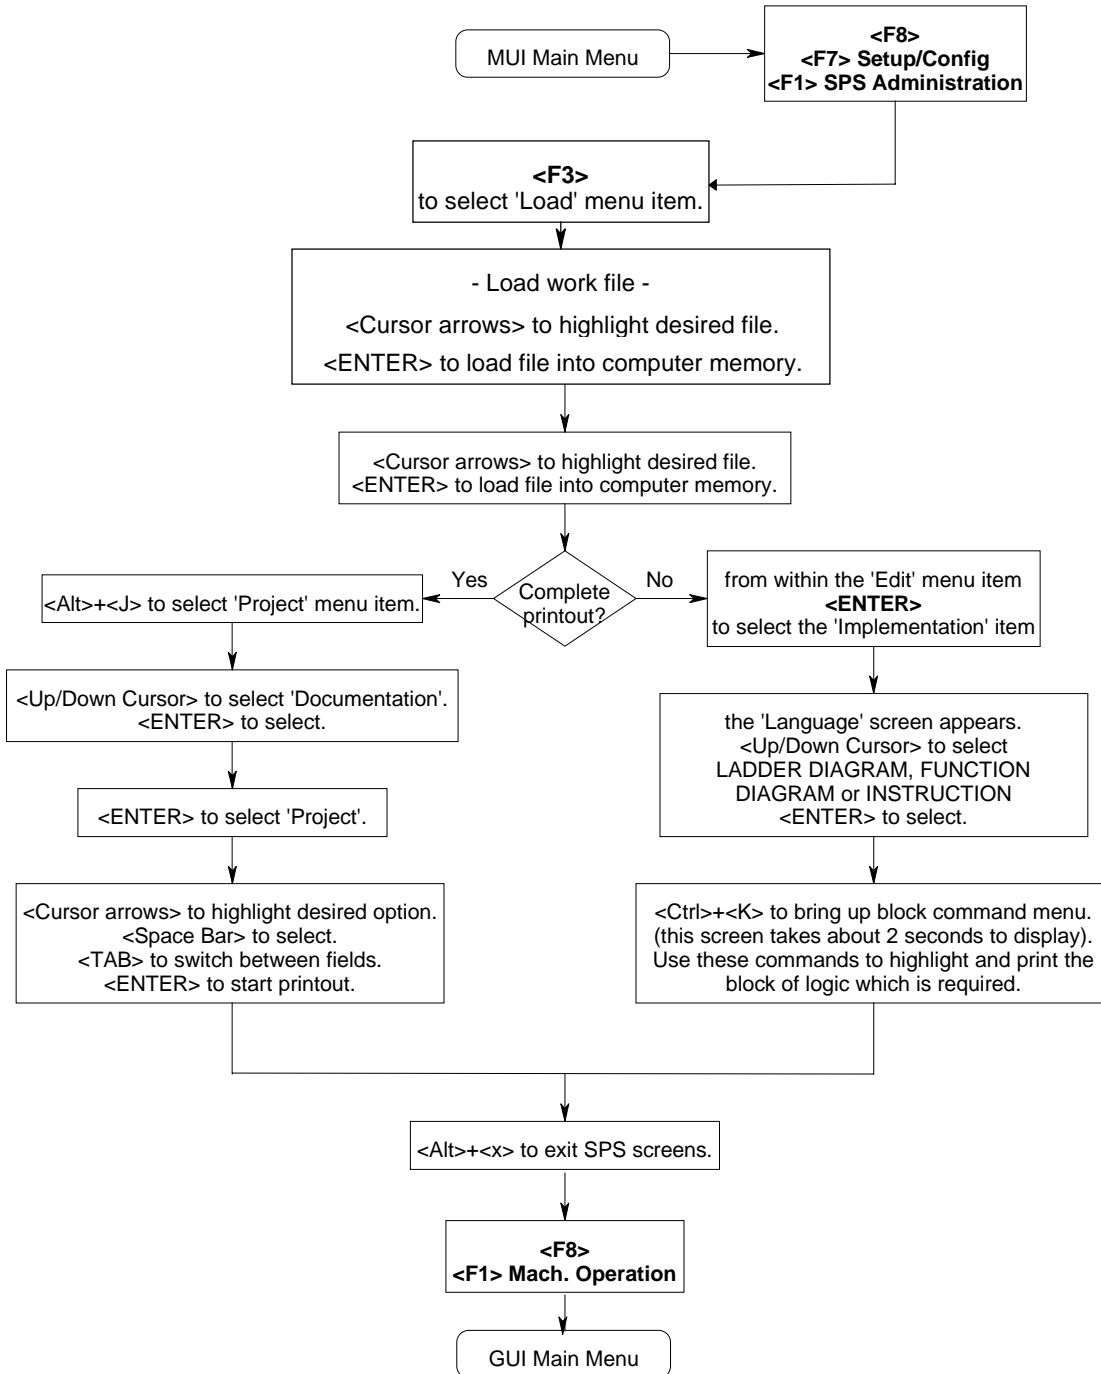 MUI Main Menu
<F8>
<F7> Setup/Config
<F1> SPS Administration
<F3>
to select 'Load' menu item.
- Load work file -
<Cursor arrows> to highlight desired file.
<ENTER> to load file into computer memory.
<Cursor arrows> to highlight desired file.
<ENTER> to load file into computer memory.
Complete
printout?
Yes
No
<Alt>+<J> to select 'Project' menu item.
<Up/Down Cursor> to select 'Documentation'.
<ENTER> to select.
<ENTER> to select 'Project'.
<Cursor arrows> to highlight desired option.
<Space Bar> to select.
<TAB> to switch between fields.
<ENTER> to start printout.
from within the 'Edit' menu item
<ENTER>
to select the 'Implementation' item
the 'Language' screen appears.
<Up/Down Cursor> to select
LADDER DIAGRAM, FUNCTION
DIAGRAM or INSTRUCTION
<ENTER> to select.
<Ctrl>+<K> to bring up block command menu.
(this screen takes about 2 seconds to display).
Use these commands to highlight and print the
block of logic which is required.
<Alt>+<x> to exit SPS screens.
<F8>
<F1> Mach. Operation
GUI Main Menu